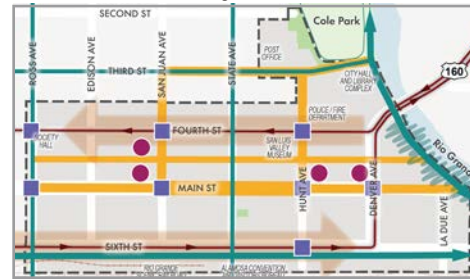 SECOND ST
Cole Park
ROSS AVE
EDISON AVE
SAN JUAN AVE
STATE AVE
POST
OFFICE
THIRD ST
CITY HALL
AND LIBRARY
COMPLEX
160
POLICE / FIRE
DEPARTMENT
SOCIETY
HALL
FOURTH ST
SAN LUIS
VALLEY
MUSEUM
Rio Grand
MAIN ST
HUNT AVE
DENVER AVE
LA DUE AVE
SIXTH ST
RIO GRANDE